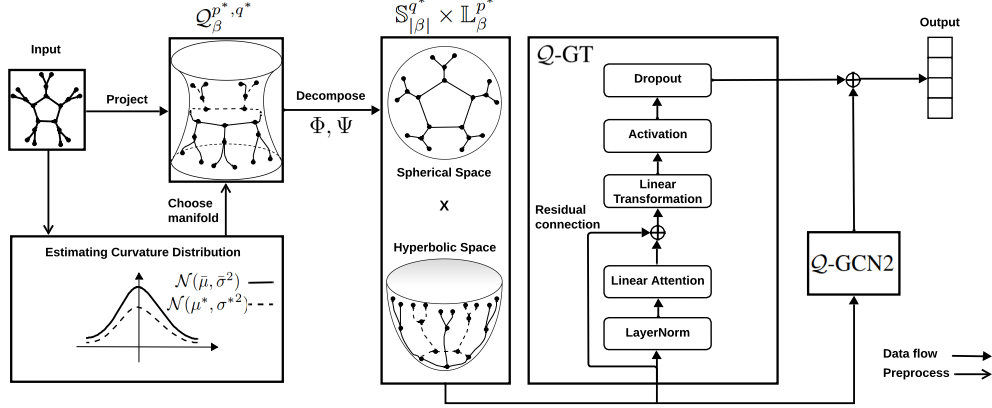 Input
Project
𝒬_β^{p*,q*}
Decompose
Φ, Ψ
𝕊_{|β|}^{q*} × 𝕃_β^{p*}
Spherical Space
X
Hyperbolic Space
Choose
manifold
Estimating Curvature Distribution
𝒩(μ̄, σ̄²)
𝒩(μ*, σ*²)
𝒬-GT
Dropout
Activation
Linear
Transformation
Residual
connection
Linear Attention
LayerNorm
𝒬-GCN2
Output
Data flow
Preprocess